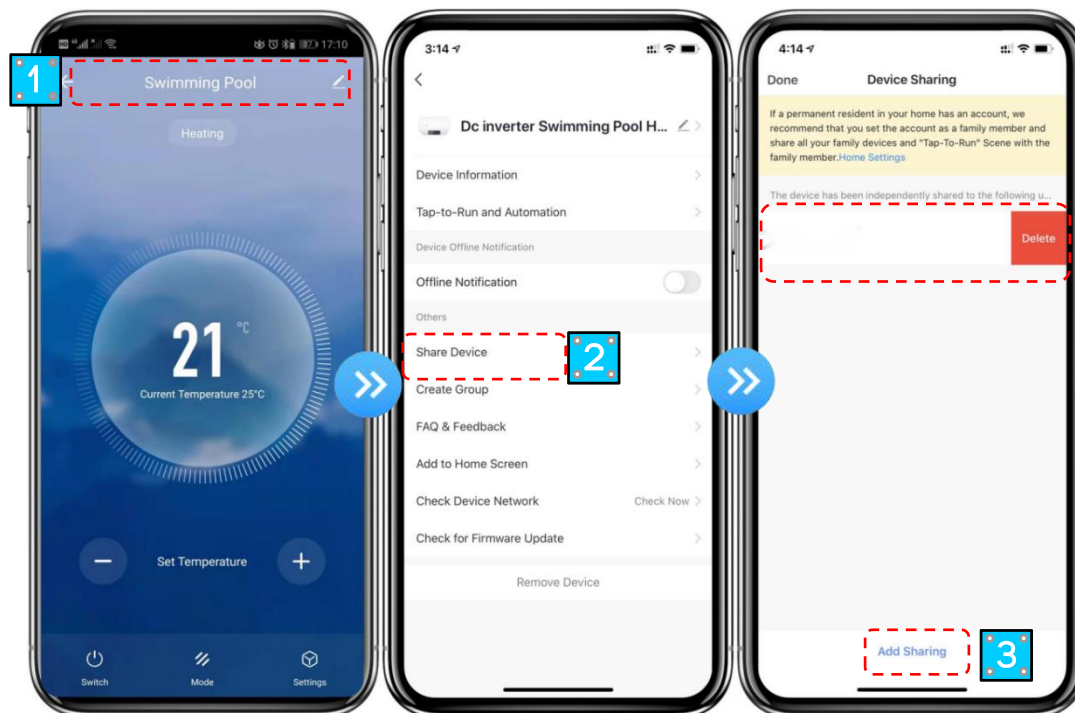 17:10
1
Swimming Pool
Heating
21 °C
Current Temperature 25°C
Set Temperature
Switch
Mode
Settings
3:14
Dc inverter Swimming Pool H...
Device Information
Tap-to-Run and Automation
Device Offline Notification
Offline Notification
Others
Share Device
2
Create Group
FAQ & Feedback
Add to Home Screen
Check Device Network Check Now
Check for Firmware Update
Remove Device
4:14
Done Device Sharing
If a permanent resident in your home has an account, we
recommend that you set the account as a family member and
share all your family devices and "Tap-To-Run" Scene with the
family member.Home Settings
The device has been independently shared to the following u...
Delete
Add Sharing
3